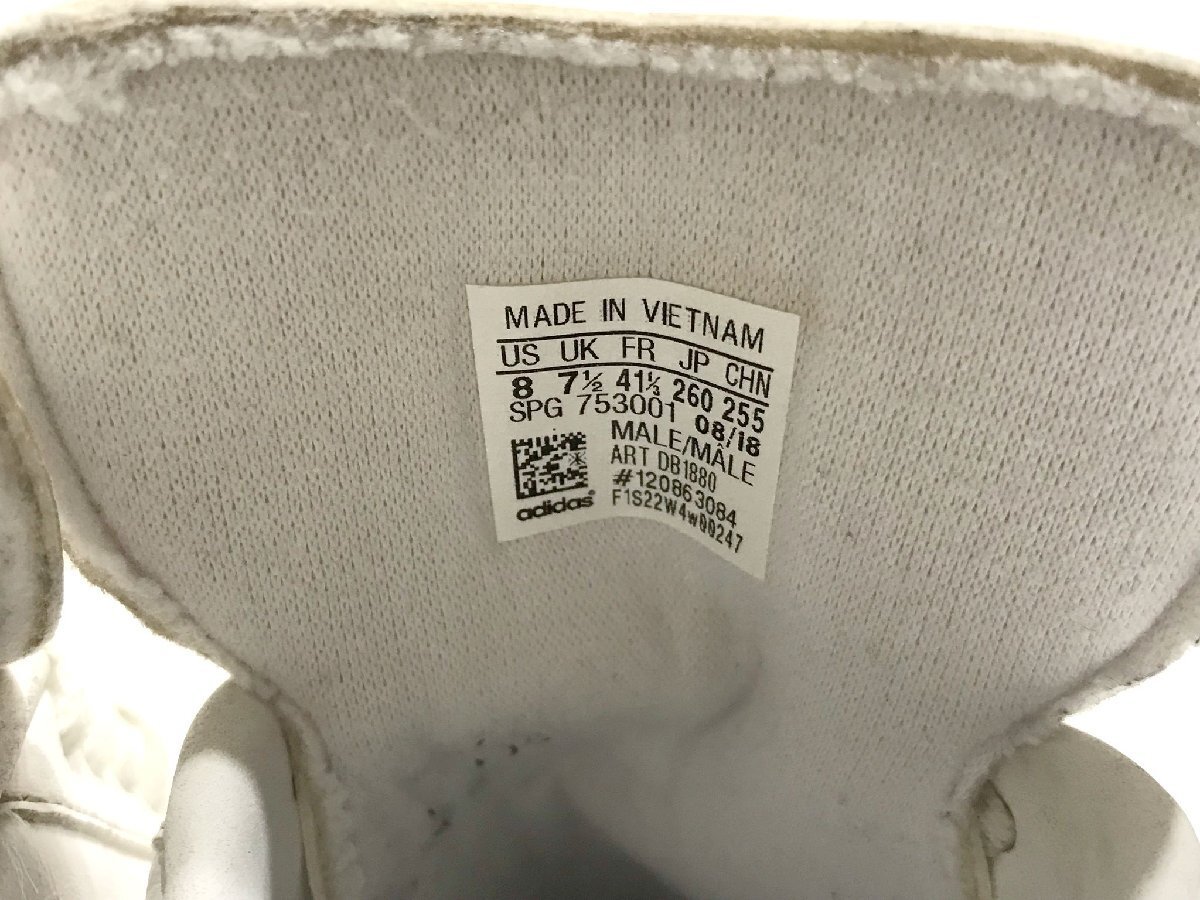 MADE IN VIETNAM
US UK FR JP CHN
8 7½ 41⅓ 260 255
SPG 753001 08/18
MALE/MÂLE
ART DB1880
#120863084
F1S22W4w00247
adidas